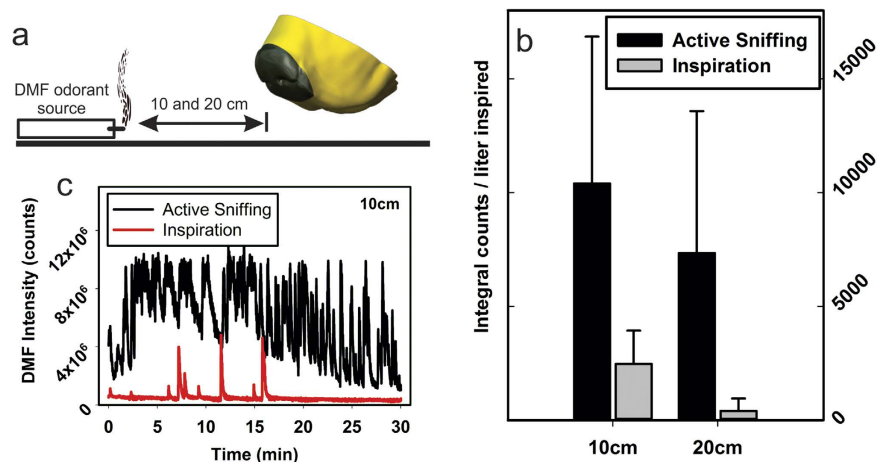 a
DMF odorant
source
10 and 20 cm
b
Active Sniffing
Inspiration
Integral counts / liter inspired
15000
10000
5000
0
10cm
20cm
c
Active Sniffing
Inspiration
10cm
DMF Intensity (counts)
12x10⁶
8x10⁶
4x10⁶
0
0 5 10 15 20 25 30
Time (min)